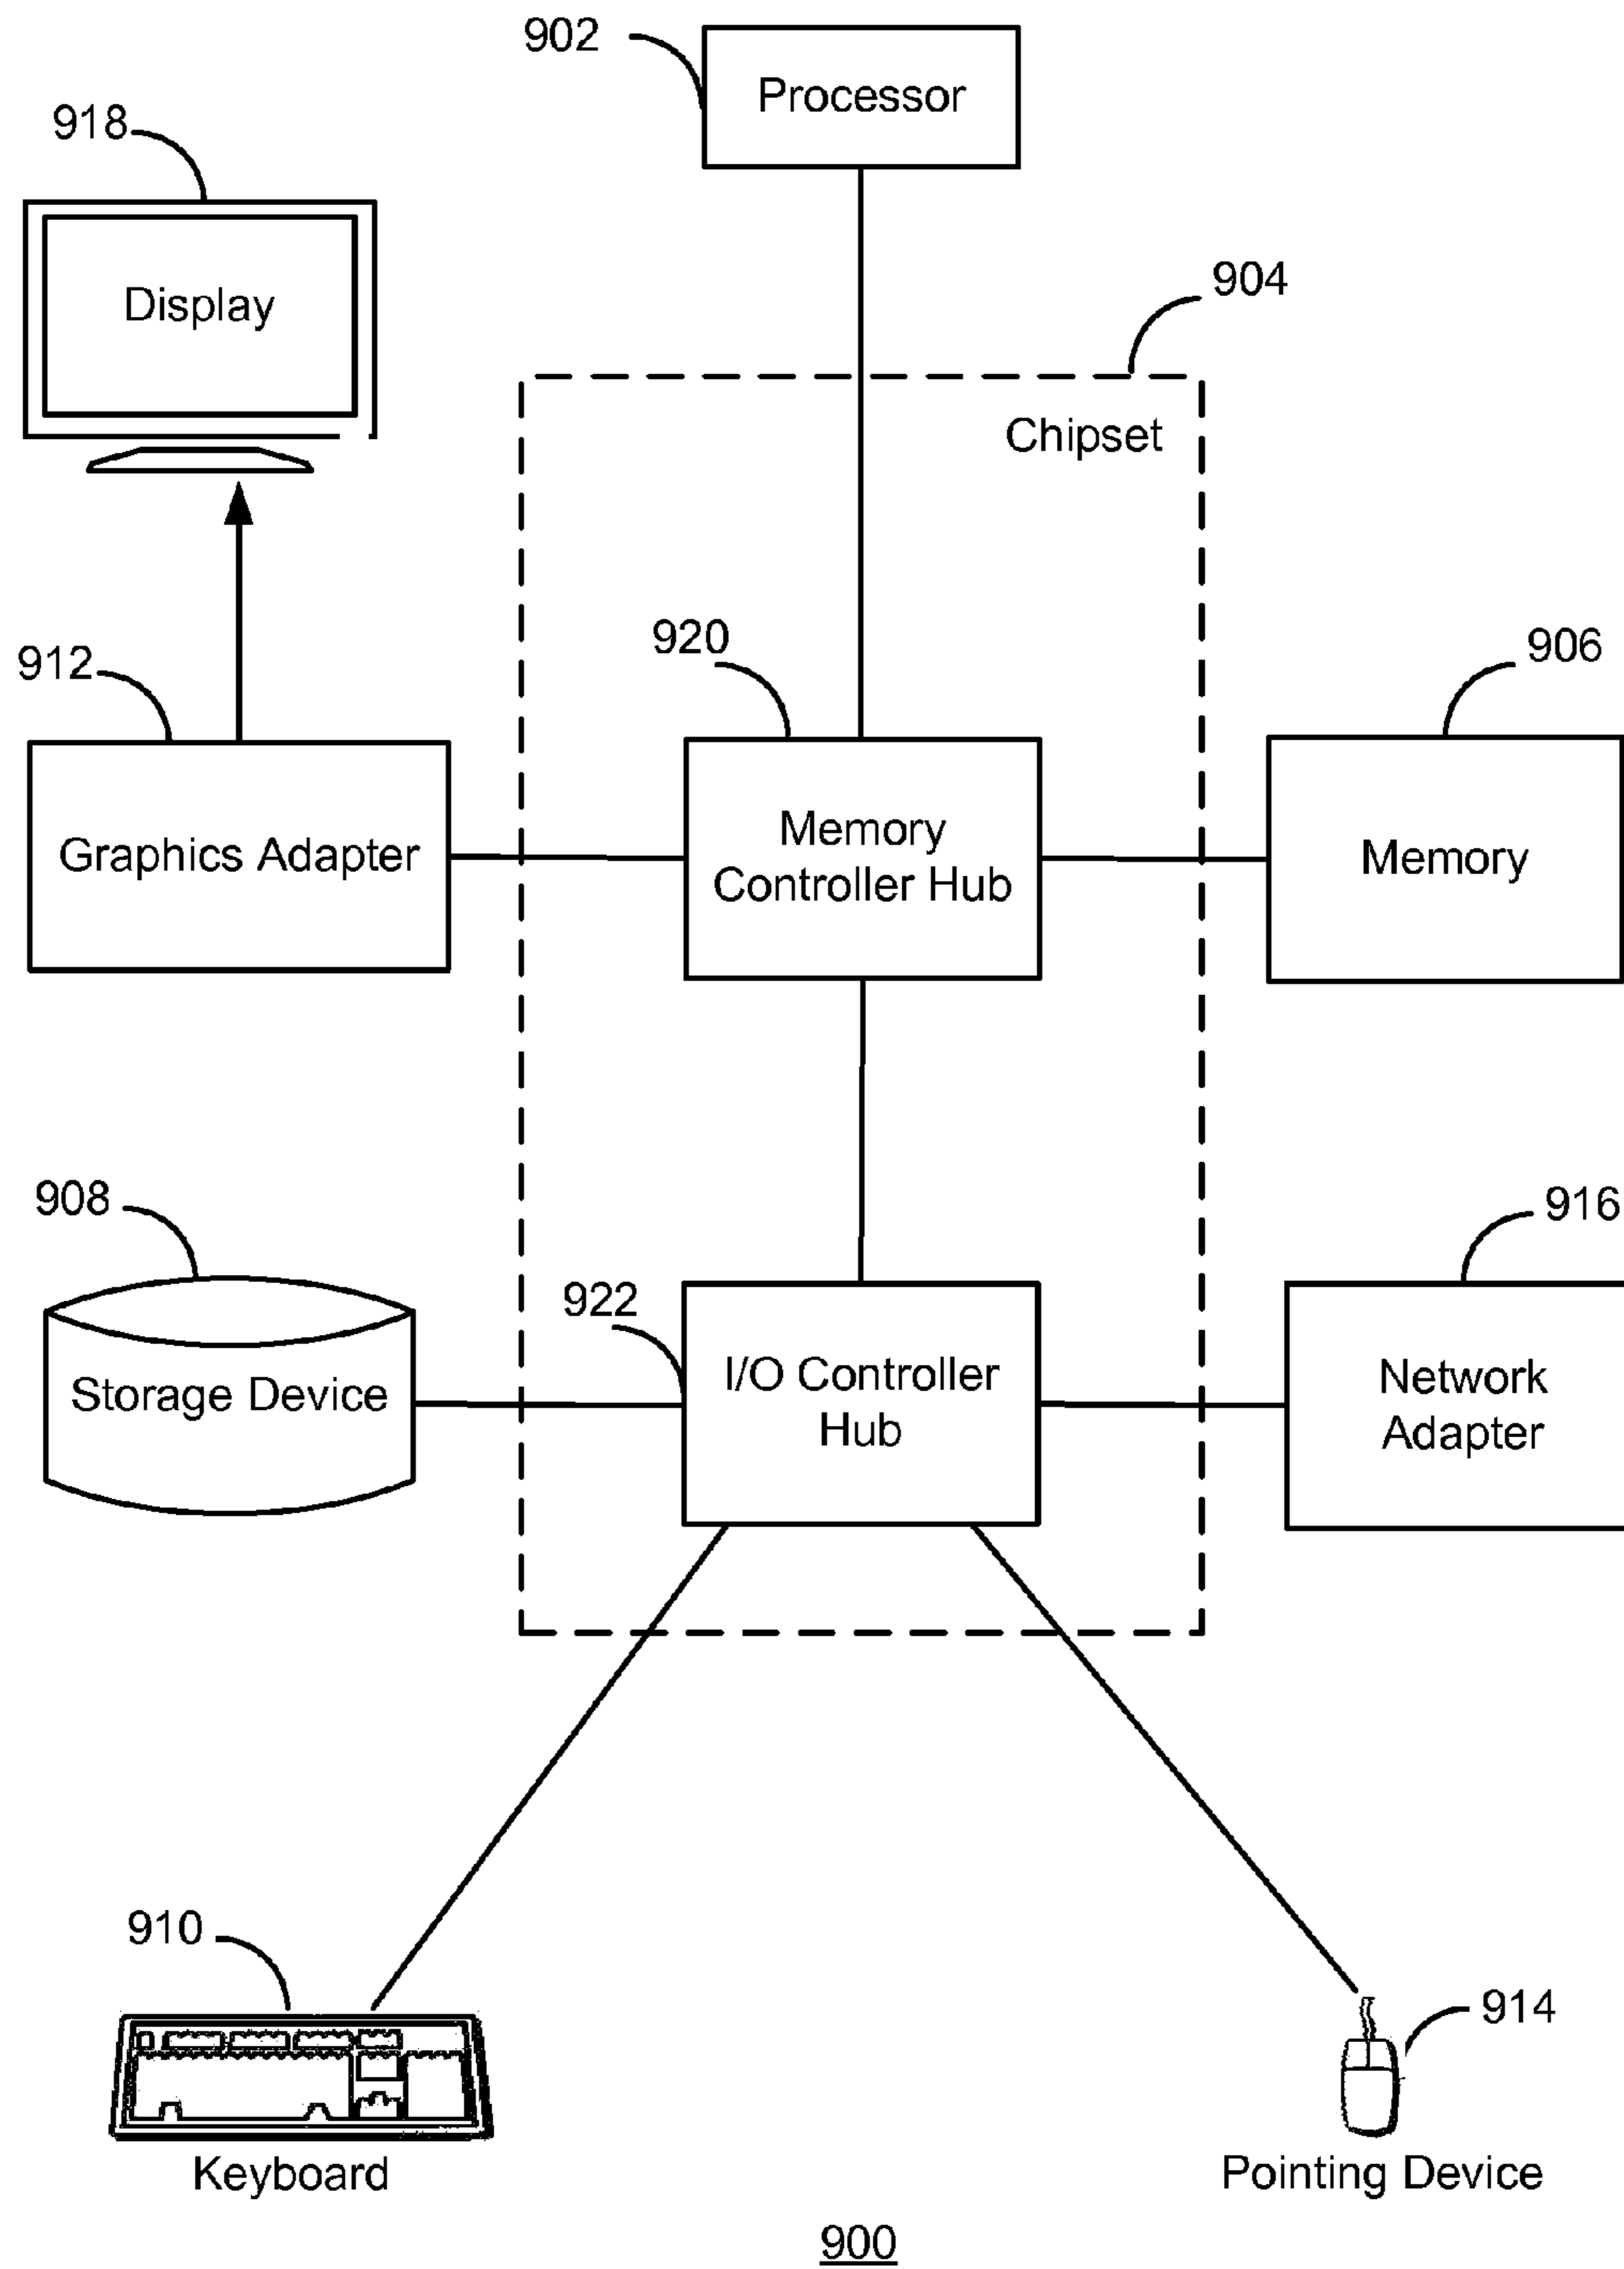 902
Processor
918
Display
904
Chipset
912
920
906
Graphics Adapter
Memory
Controller Hub
Memory
908
922
916
Storage Device
I/O Controller
Hub
Network
Adapter
910
914
Keyboard
Pointing Device
900